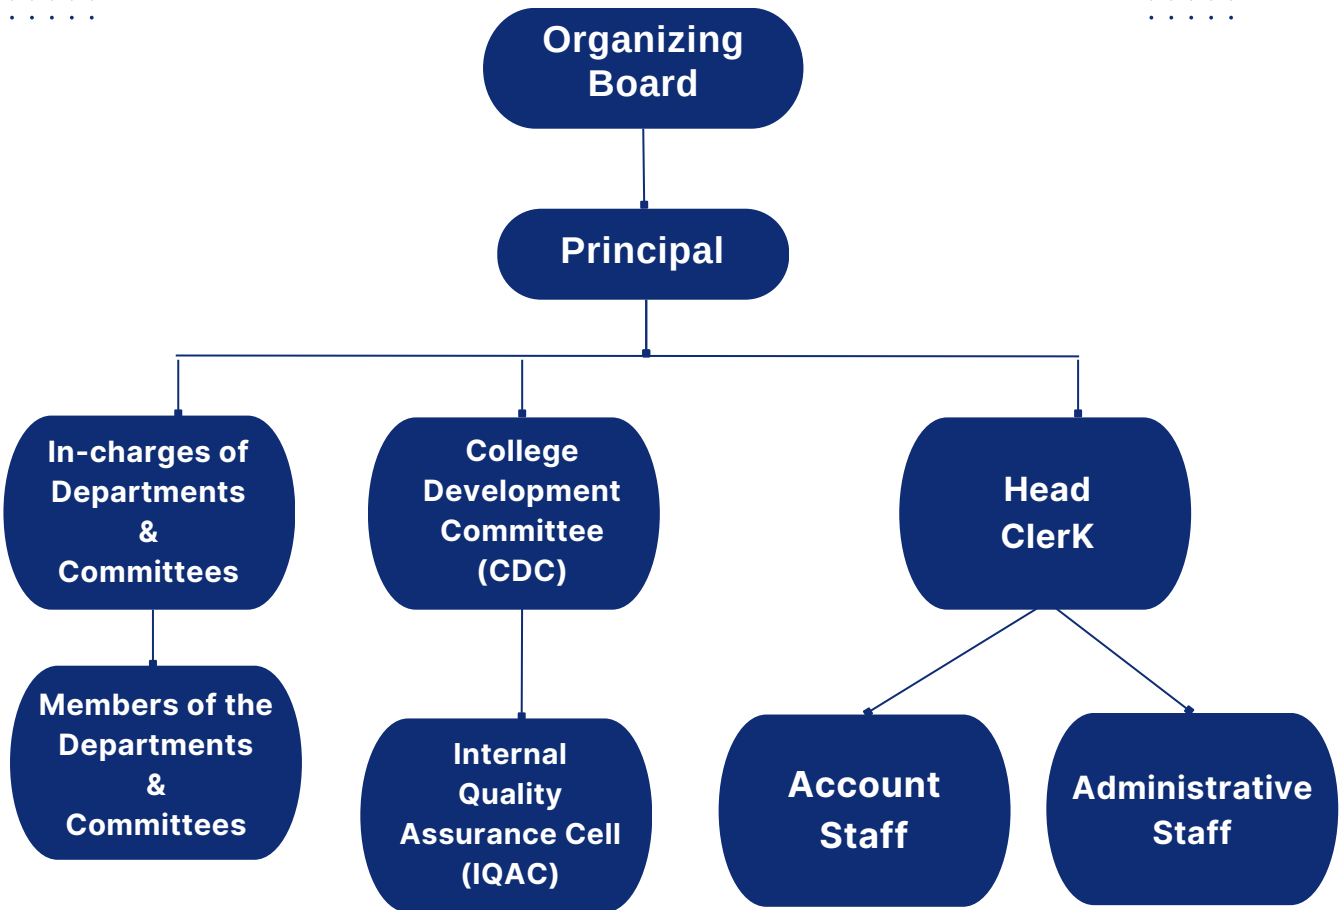 Organizing
Board
Principal
In-charges of
Departments
&
Committees
College
Development
Committee
(CDC)
Head
ClerK
Members of the
Departments
&
Committees
Internal
Quality
Assurance Cell
(IQAC)
Account
Staff
Administrative
Staff